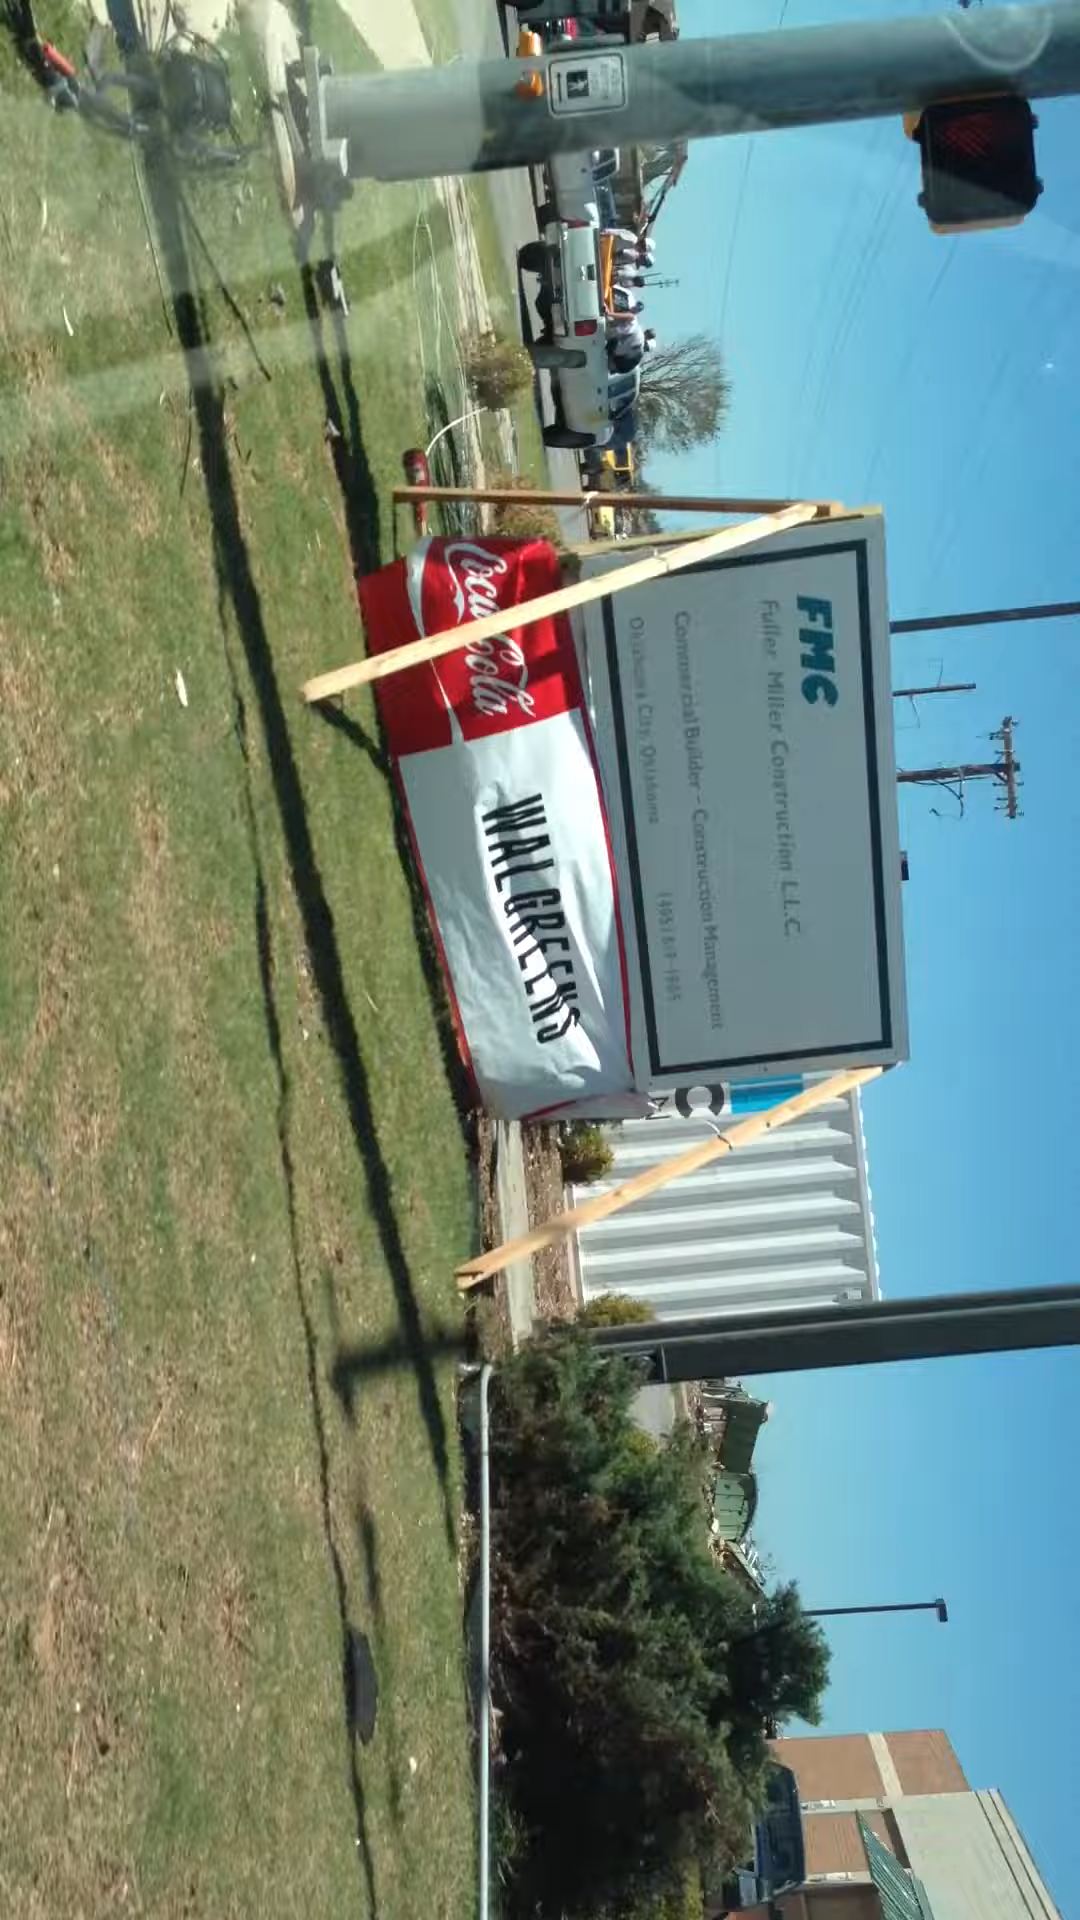 FMC
Fuller Miller Construction L.L.C.
Commercial Builder - Construction Management
Oklahoma City, Oklahoma
Coca-Cola
WALGREENS
C